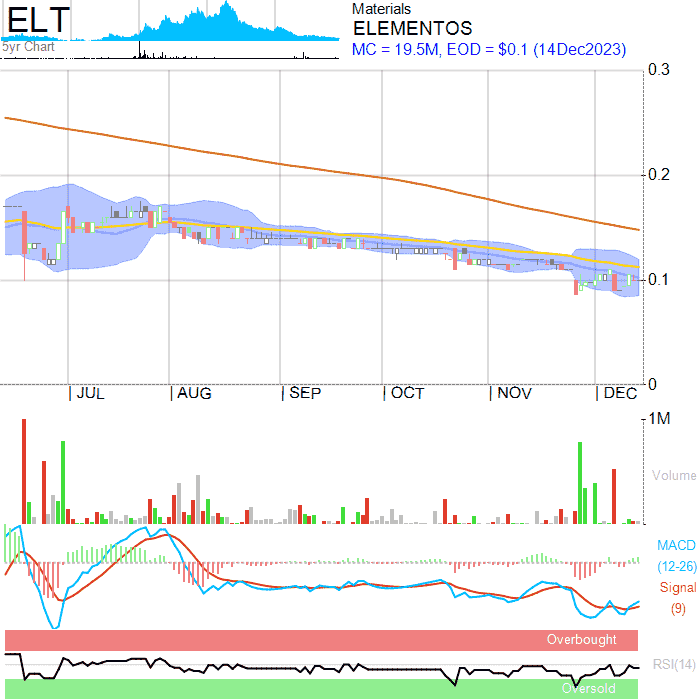 ELT
5yr Chart
Materials
ELEMENTOS
MC = 19.5M, EOD = $0.1 (14Dec2023)
0.3
0.2
0.1
0
JUL AUG SEP OCT NOV DEC
1M
Volume
MACD
(12-26)
Signal
(9)
Overbought
RSI(14)
Oversold